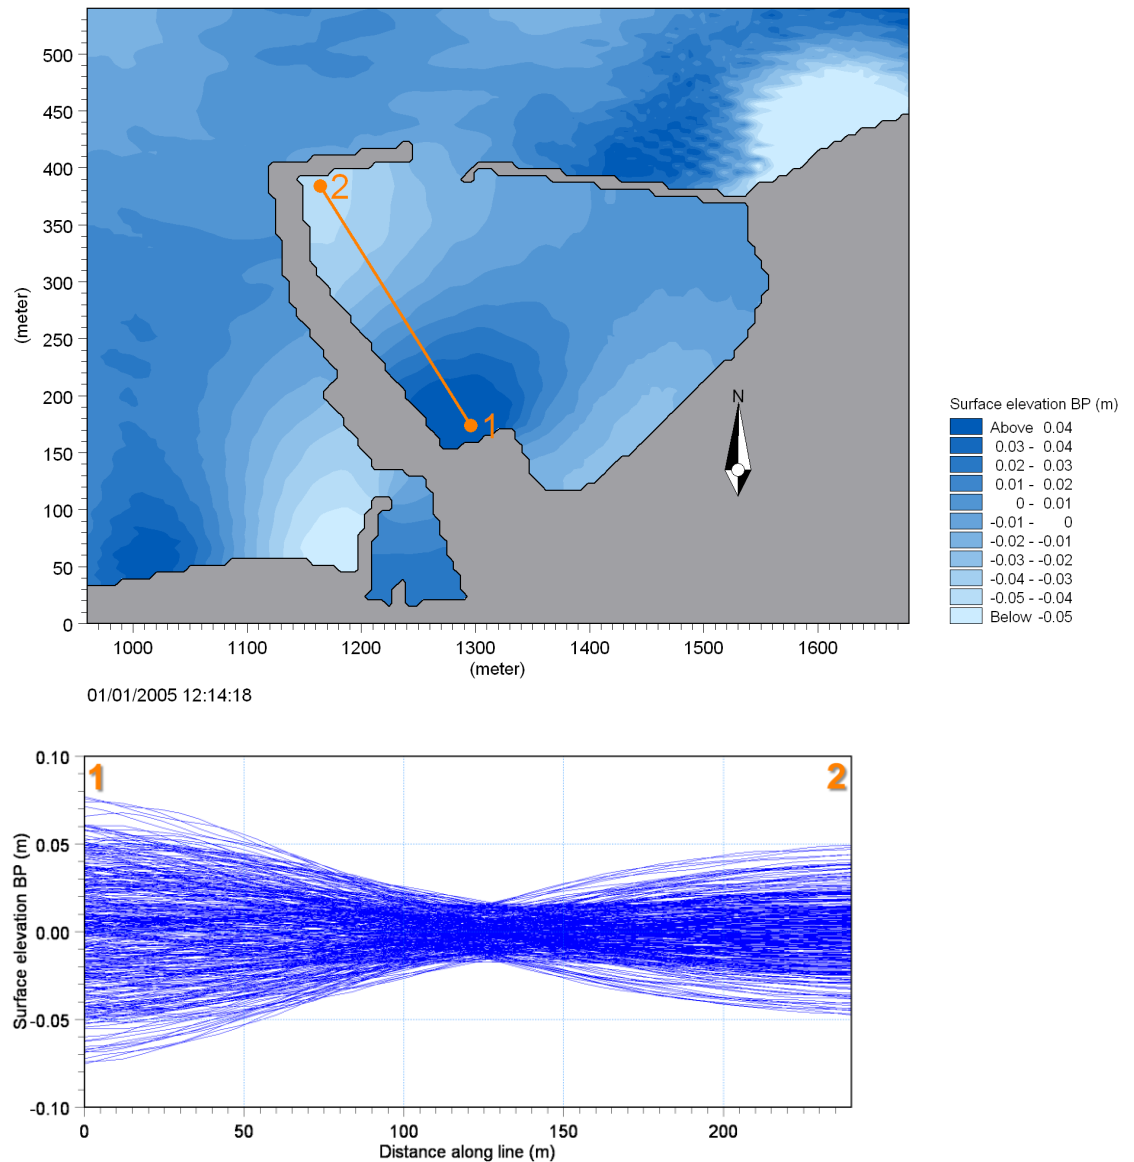 500
450
400
350
300
250
200
150
100
50
0
(meter)
2
1
N
1000 1100 1200 1300 1400 1500 1600
(meter)
01/01/2005 12:14:18
Surface elevation BP (m)
Above 0.04
0.03 - 0.04
0.02 - 0.03
0.01 - 0.02
0 - 0.01
-0.01 - 0
-0.02 - -0.01
-0.03 - -0.02
-0.04 - -0.03
-0.05 - -0.04
Below -0.05
1 2
0.10
0.05
0.00
-0.05
-0.10
Surface elevation BP (m)
0 50 100 150 200
Distance along line (m)